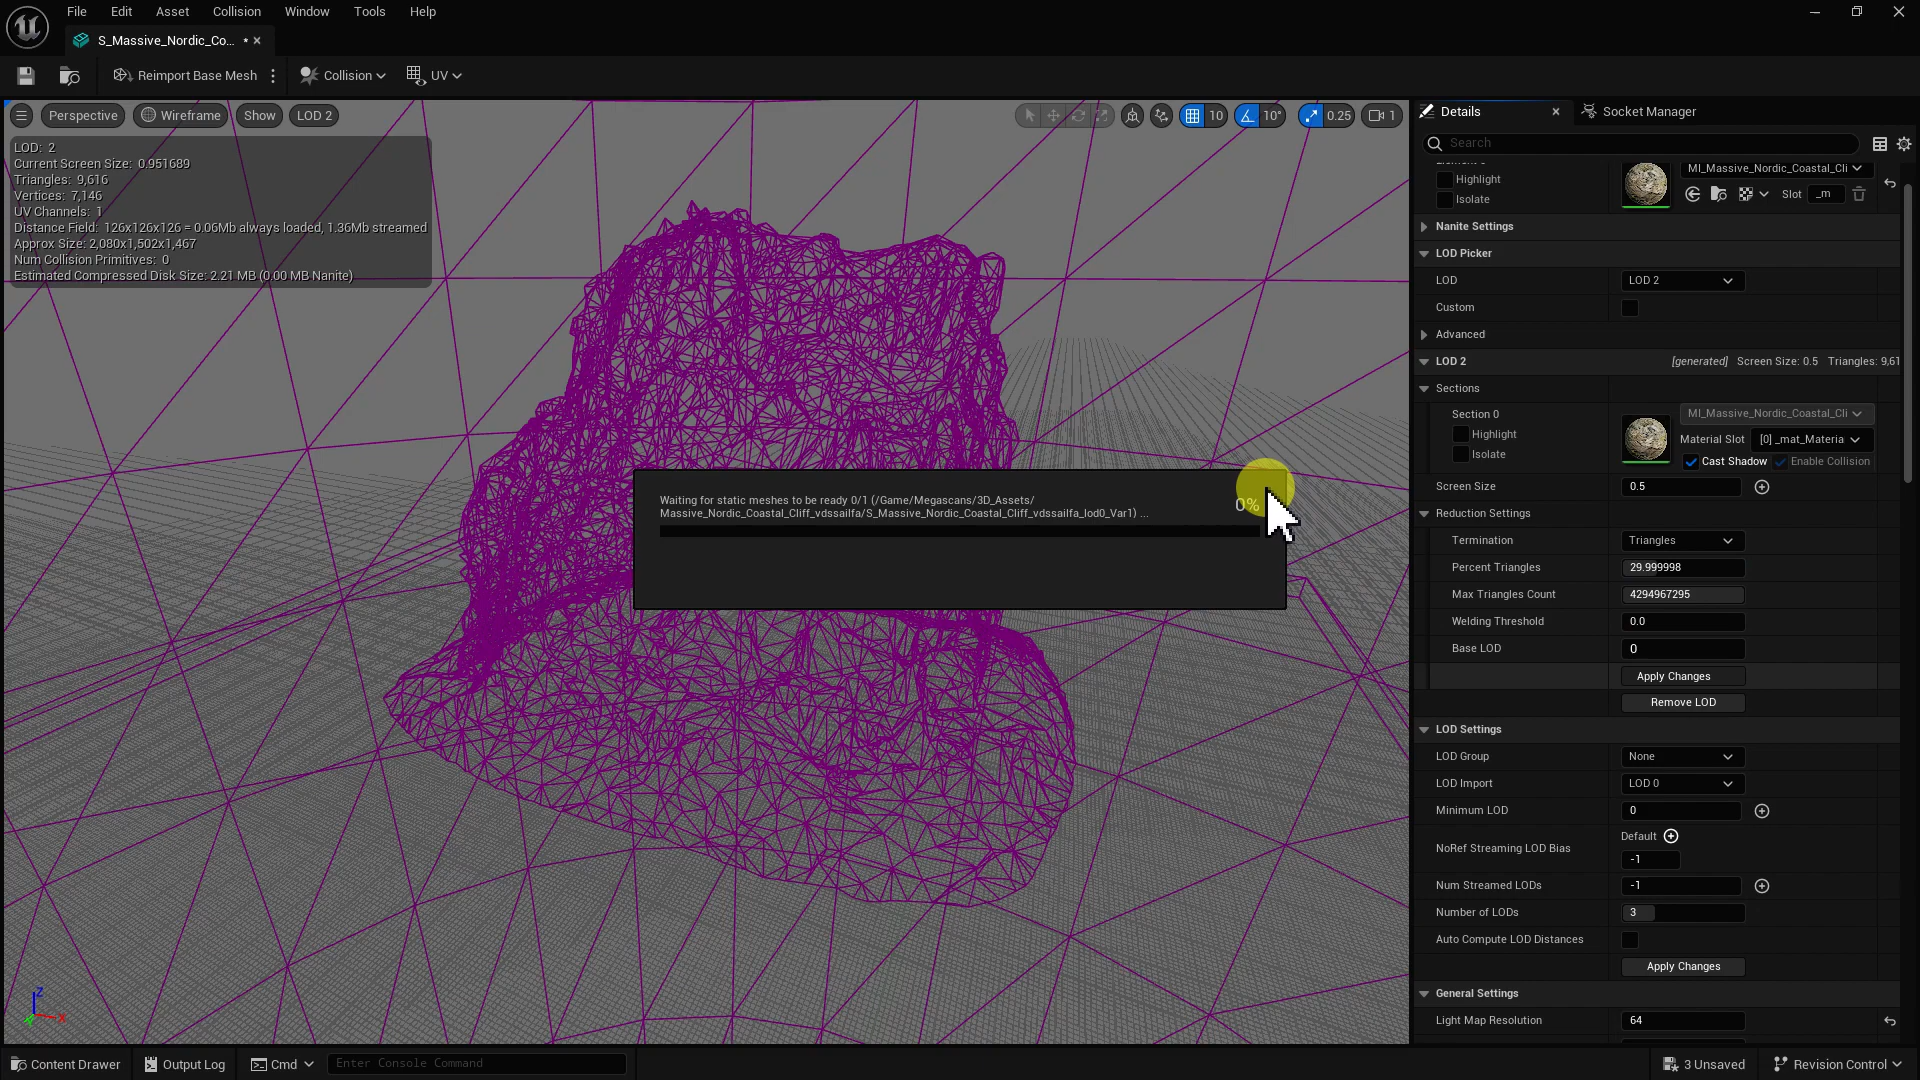 File Edit Asset Collision Window Tools Help
S_Massive_Nordic_Co... •
Reimport Base Mesh Collision UV
Perspective Wireframe Show LOD 2 10 10° 0.25 1
LOD: 2
Current Screen Size: 0.951689
Triangles: 9,616
Vertices: 7,146
UV Channels: 1
Distance Field: 126x126x126 = 0.06Mb always loaded, 1.36Mb streamed
Approx Size: 2,080x1,502x1,467
Num Collision Primitives: 0
Estimated Compressed Disk Size: 2.21 MB (0.00 MB Nanite)
Waiting for static meshes to be ready 0/1 (/Game/Megascans/3D_Assets/
Massive_Nordic_Coastal_Cliff_vdssailfa/S_Massive_Nordic_Coastal_Cliff_vdssailfa_lod0_Var1) ...
0%
Details Socket Manager
Search
MI_Massive_Nordic_Coastal_Cli
Highlight
Isolate
Slot _m
Nanite Settings
LOD Picker
LOD LOD 2
Custom
Advanced
LOD 2 [generated] Screen Size: 0.5 Triangles: 9,61
Sections
Section 0 MI_Massive_Nordic_Coastal_Cli
Highlight Material Slot [0] _mat_Materia
Isolate Cast Shadow Enable Collision
Screen Size 0.5
Reduction Settings
Termination Triangles
Percent Triangles 29.999998
Max Triangles Count 4294967295
Welding Threshold 0.0
Base LOD 0
Apply Changes
Remove LOD
LOD Settings
LOD Group None
LOD Import LOD 0
Minimum LOD 0
Default
NoRef Streaming LOD Bias
-1
Num Streamed LODs -1
Number of LODs 3
Auto Compute LOD Distances
Apply Changes
General Settings
Light Map Resolution 64
Z
X
Content Drawer Output Log Cmd Enter Console Command 3 Unsaved Revision Control